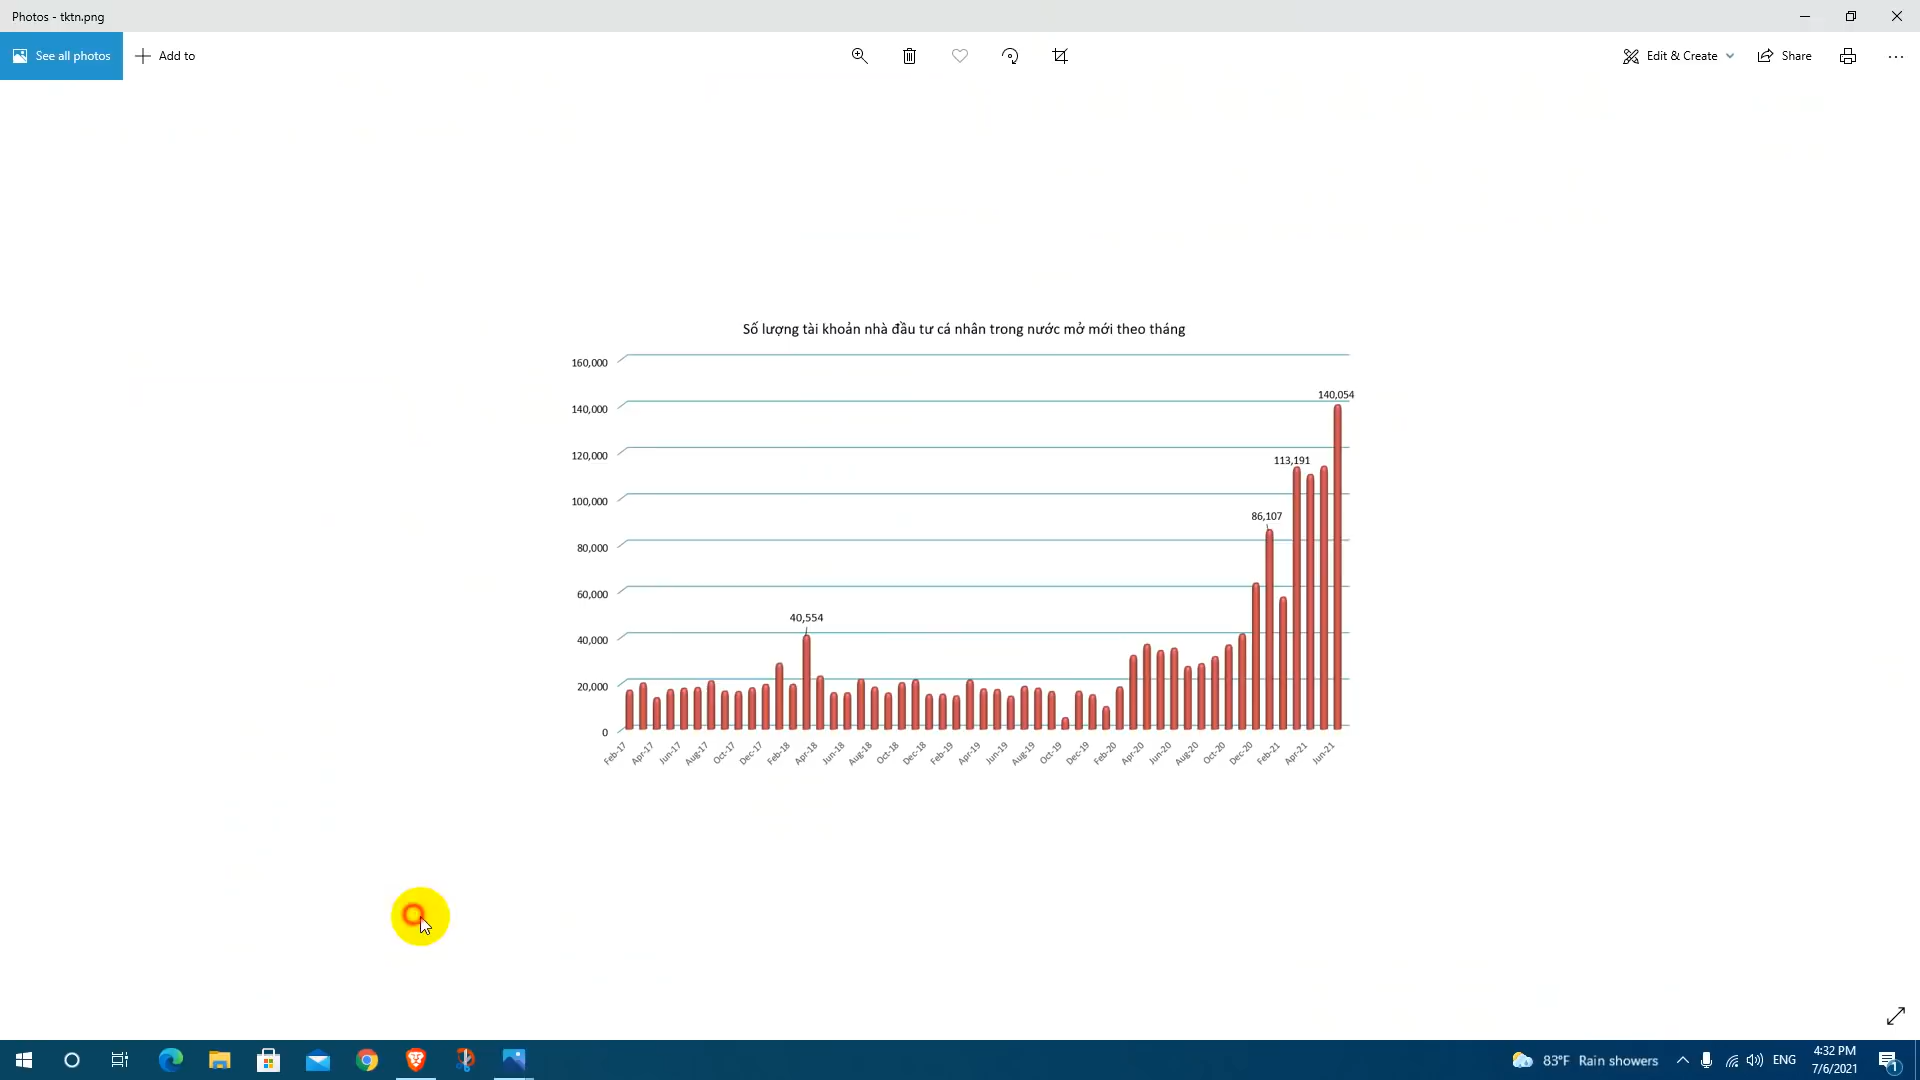 Photos - tktn.png
See all photos
Add to
Edit & Create
Share
Số lượng tài khoản nhà đầu tư cá nhân trong nước mở mới theo tháng
160,000
140,000
120,000
100,000
80,000
60,000
40,000
20,000
0
40,554
86,107
113,191
140,054
Feb-17
Apr-17
Jun-17
Aug-17
Oct-17
Dec-17
Feb-18
Apr-18
Jun-18
Aug-18
Oct-18
Dec-18
Feb-19
Apr-19
Jun-19
Aug-19
Oct-19
Dec-19
Feb-20
Apr-20
Jun-20
Aug-20
Oct-20
Dec-20
Feb-21
Apr-21
Jun-21
83°F Rain showers
ENG
4:32 PM
7/6/2021
1